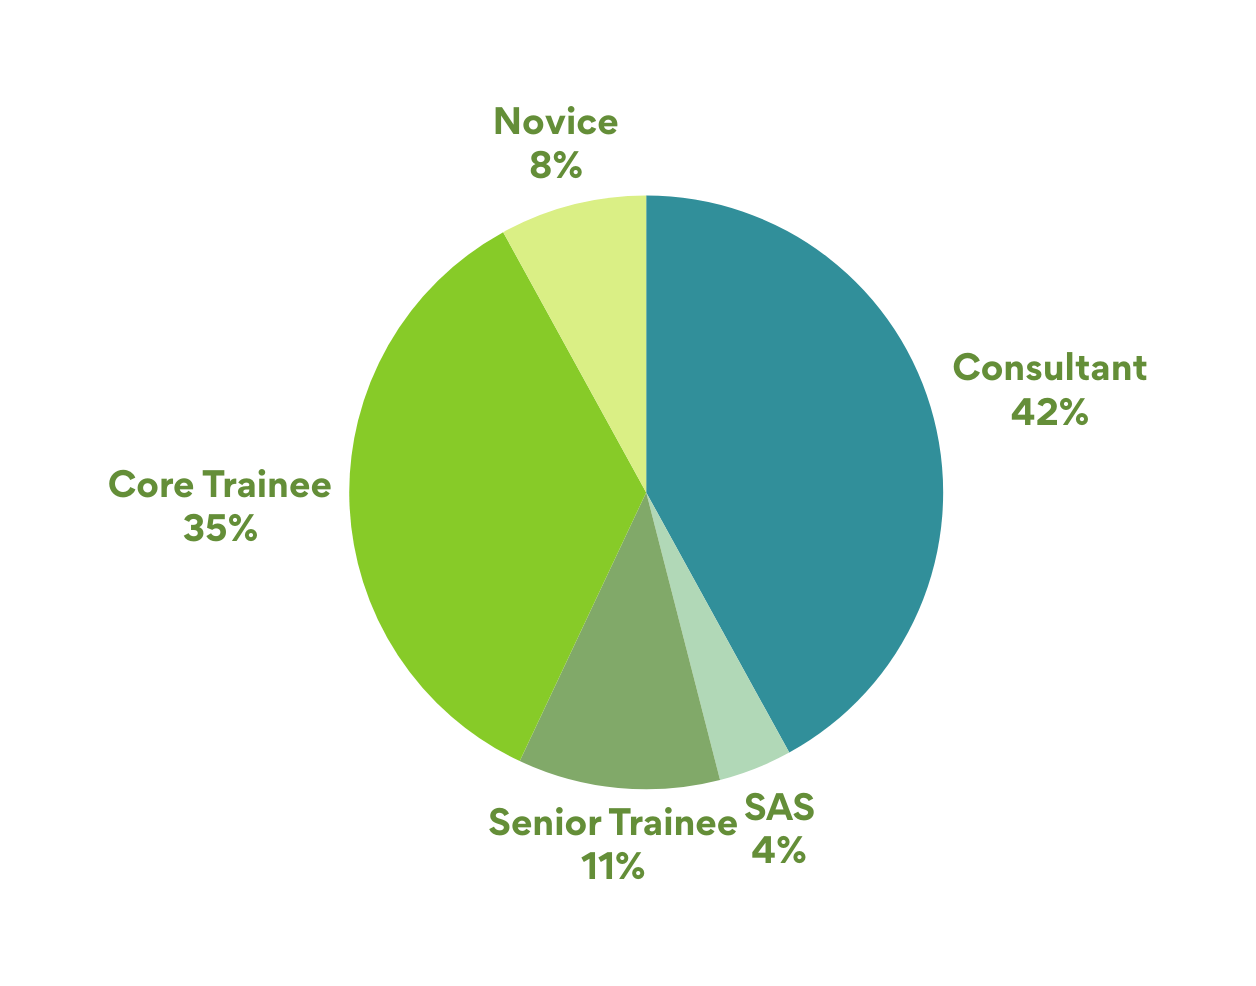 Novice
8%
Consultant
42%
Core Trainee
35%
Senior Trainee
11%
SAS
4%